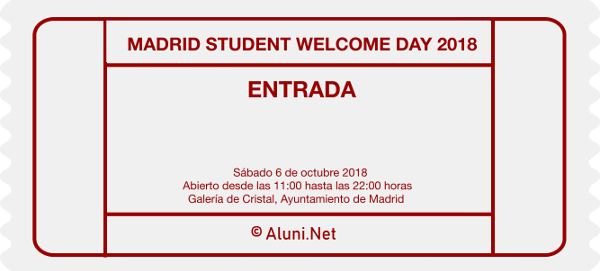 MADRID STUDENT WELCOME DAY 2018
ENTRADA
Sábado 6 de octubre 2018
Abierto desde las 11:00 hasta las 22:00 horas
Galería de Cristal, Ayuntamiento de Madrid
© Aluni.Net